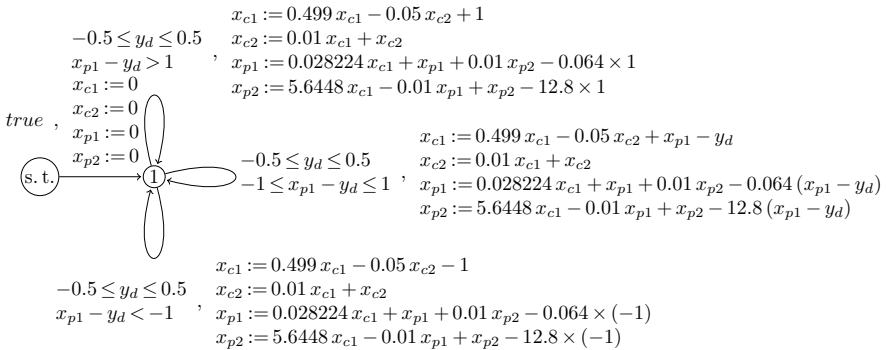 −0.5 ≤ y_d ≤ 0.5
x_{p1} − y_d > 1
,
x_{c1} := 0.499 x_{c1} − 0.05 x_{c2} + 1
x_{c2} := 0.01 x_{c1} + x_{c2}
x_{p1} := 0.028224 x_{c1} + x_{p1} + 0.01 x_{p2} − 0.064 × 1
x_{p2} := 5.6448 x_{c1} − 0.01 x_{p1} + x_{p2} − 12.8 × 1
true ,
x_{c1} := 0
x_{c2} := 0
x_{p1} := 0
x_{p2} := 0
s. t.
1
−0.5 ≤ y_d ≤ 0.5
−1 ≤ x_{p1} − y_d ≤ 1
,
x_{c1} := 0.499 x_{c1} − 0.05 x_{c2} + x_{p1} − y_d
x_{c2} := 0.01 x_{c1} + x_{c2}
x_{p1} := 0.028224 x_{c1} + x_{p1} + 0.01 x_{p2} − 0.064 (x_{p1} − y_d)
x_{p2} := 5.6448 x_{c1} − 0.01 x_{p1} + x_{p2} − 12.8 (x_{p1} − y_d)
−0.5 ≤ y_d ≤ 0.5
x_{p1} − y_d < −1
,
x_{c1} := 0.499 x_{c1} − 0.05 x_{c2} − 1
x_{c2} := 0.01 x_{c1} + x_{c2}
x_{p1} := 0.028224 x_{c1} + x_{p1} + 0.01 x_{p2} − 0.064 × (−1)
x_{p2} := 5.6448 x_{c1} − 0.01 x_{p1} + x_{p2} − 12.8 × (−1)